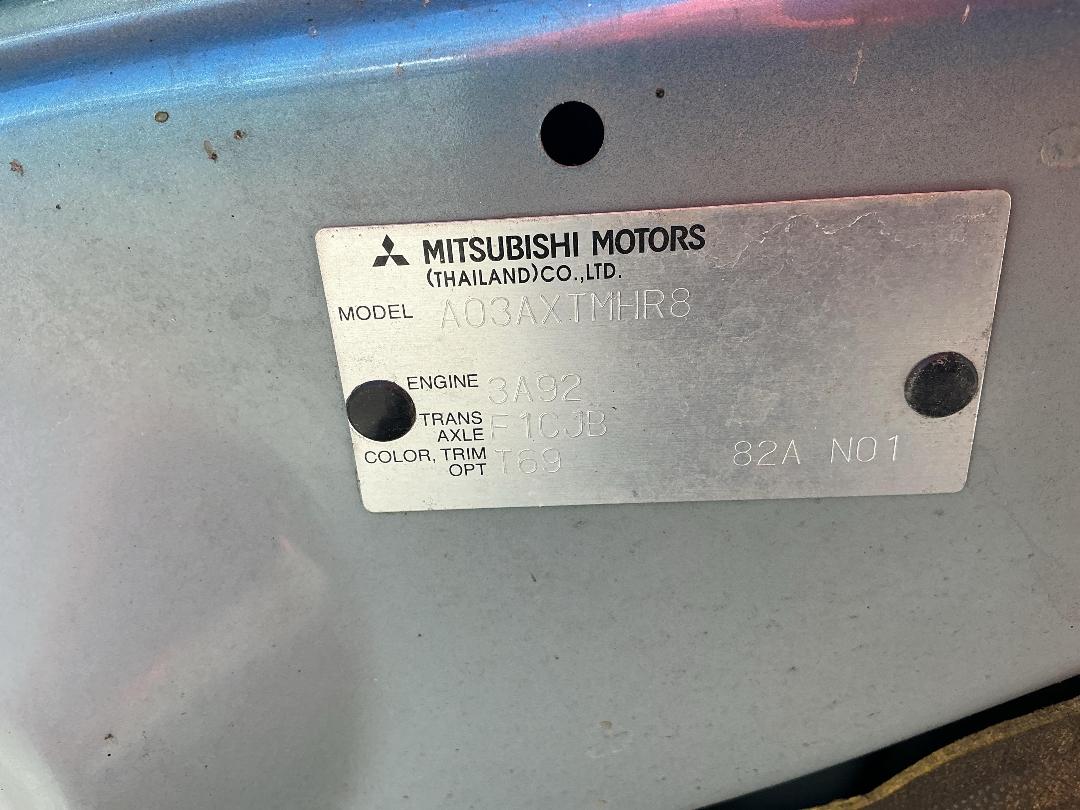 MITSUBISHI MOTORS
(THAILAND)CO.,LTD.
MODEL A03AXTMHR8
ENGINE 3A92
TRANS AXLE F1CJB
COLOR, TRIM OPT T69 82A N01